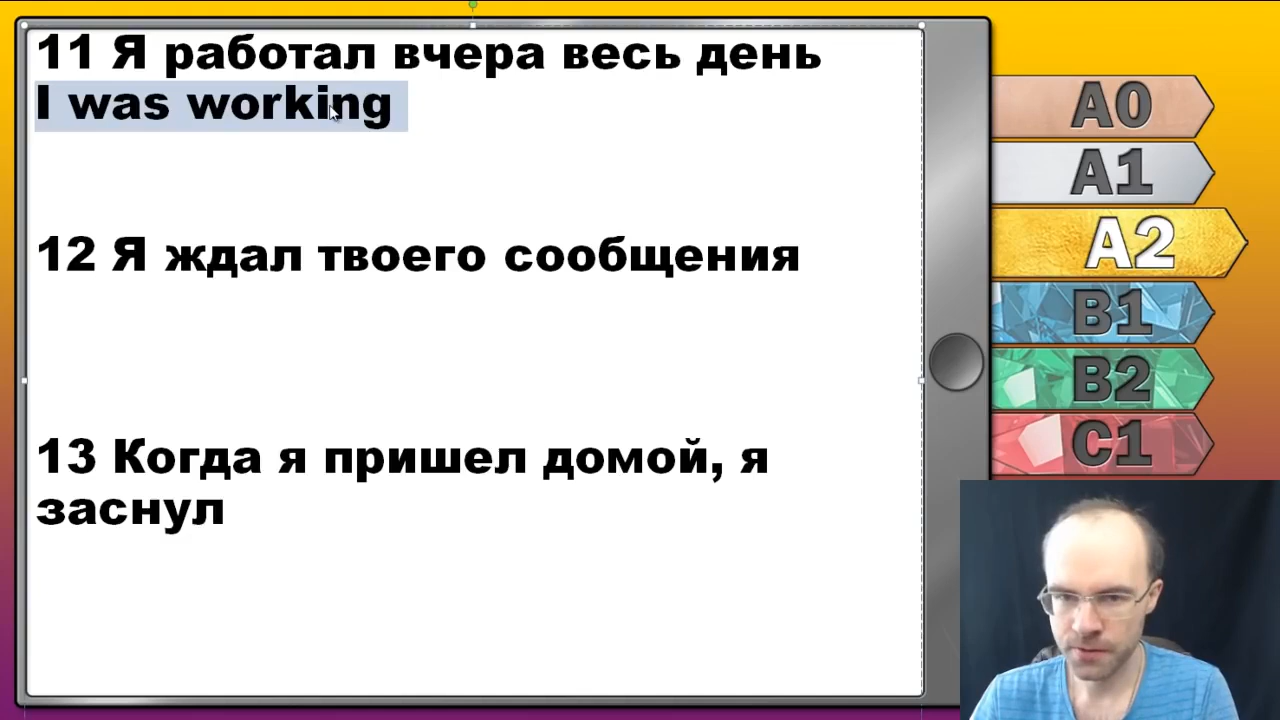 11 Я работал вчера весь день
I was working
12 Я ждал твоего сообщения
13 Когда я пришел домой, я
заснул
A0
A1
A2
B1
B2
C1